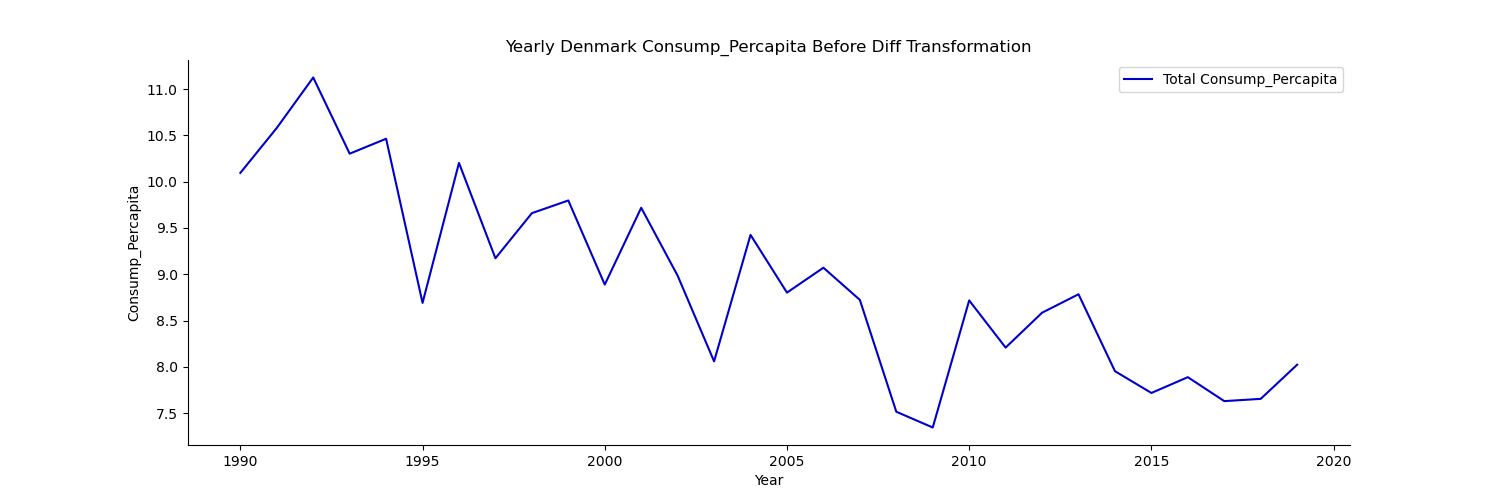 Yearly Denmark Consump_Percapita Before Diff Transformation
Total Consump_Percapita
Consump_Percapita
11.0
10.5
10.0
9.5
9.0
8.5
8.0
7.5
1990 1995 2000 2005 2010 2015 2020
Year